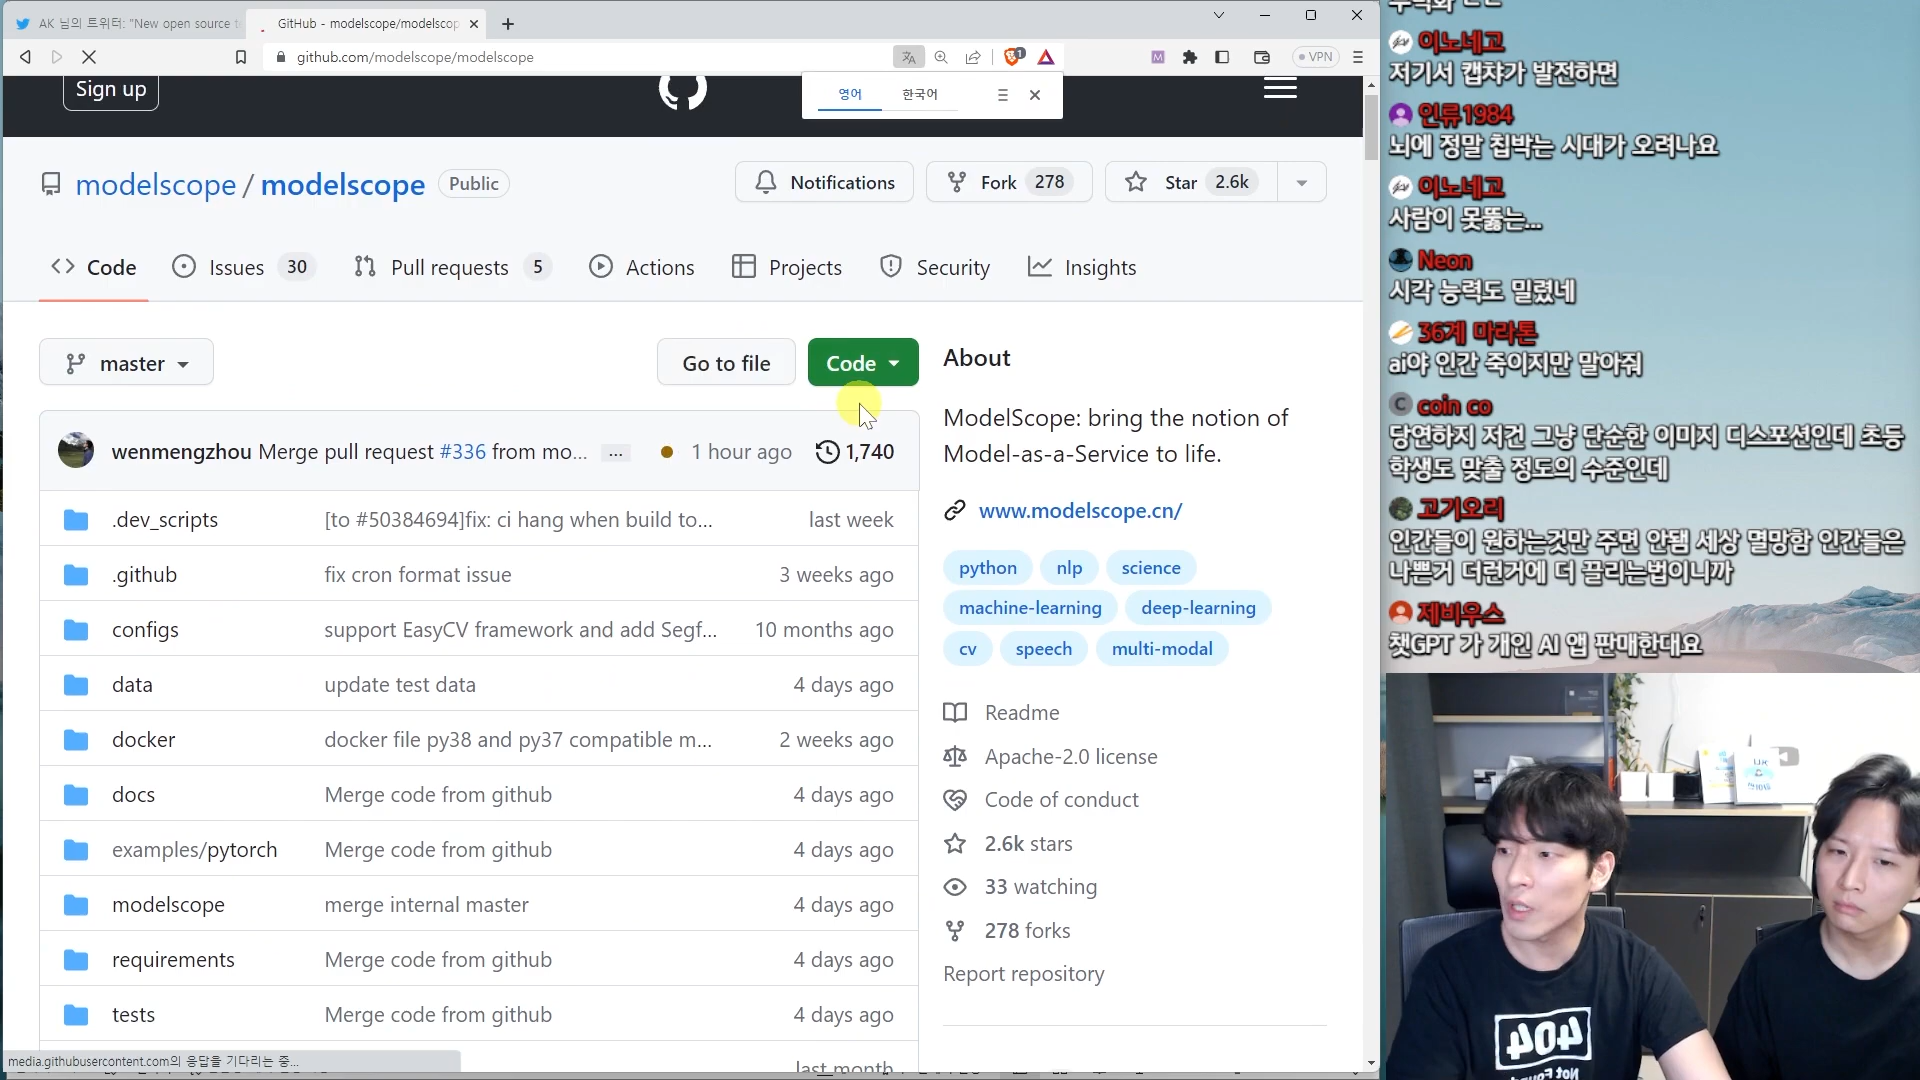 AK 님의 트위터: "New open source t
GitHub - modelscope/modelscop
github.com/modelscope/modelscope
1
VPN
Sign up
영어
한국어
modelscope / modelscope
Public
Notifications
Fork 278
Star 2.6k
Code
Issues 30
Pull requests 5
Actions
Projects
Security
Insights
master
Go to file
Code
wenmengzhou Merge pull request #336 from mo... ... 1 hour ago 1,740
.dev_scripts [to #50384694]fix: ci hang when build to... last week
.github fix cron format issue 3 weeks ago
configs support EasyCV framework and add Segf... 10 months ago
data update test data 4 days ago
docker docker file py38 and py37 compatible m... 2 weeks ago
docs Merge code from github 4 days ago
examples/pytorch Merge code from github 4 days ago
modelscope merge internal master 4 days ago
requirements Merge code from github 4 days ago
tests Merge code from github 4 days ago
last month
media.githubusercontent.com의 응답을 기다리는 중...
About
ModelScope: bring the notion of
Model-as-a-Service to life.
www.modelscope.cn/
python nlp science
machine-learning deep-learning
cv speech multi-modal
Readme
Apache-2.0 license
Code of conduct
2.6k stars
33 watching
278 forks
Report repository
이노네고
저기서 캡챠가 발전하면
인류1984
뇌에 정말 칩박는 시대가 오려나요
이노네고
사람이 못뚫는...
Neon
시각 능력도 밀렸네
36계 마라톤
ai야 인간 죽이지만 말아줘
C coin co
당연하지 저건 그냥 단순한 이미지 디스포션인데 초등
학생도 맞출 정도의 수준인데
고기오리
인간들이 원하는것만 주면 안됌 세상 멸망함 인간들은
나쁜거 더런거에 더 끌리는법이니까
제비우스
챗GPT 가 개인 AI 앱 판매한대요
404
Not